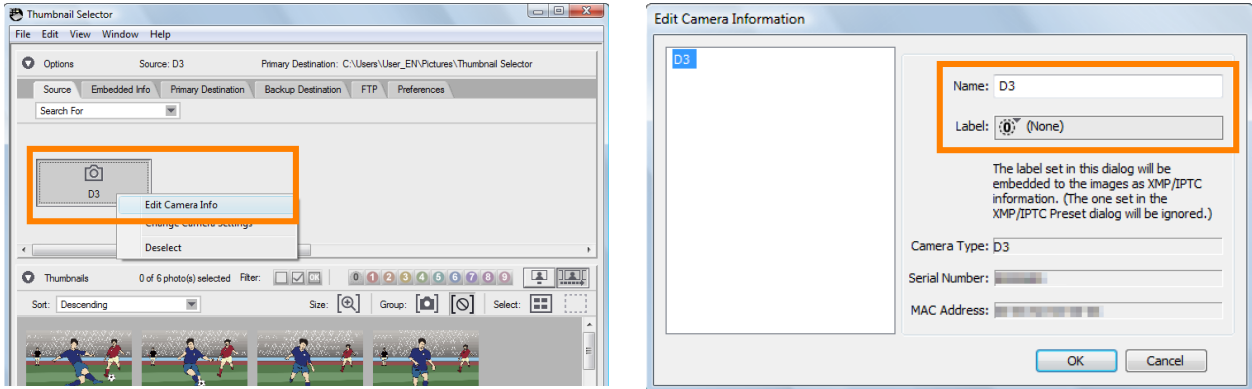 Thumbnail Selector
File Edit View Window Help
Options Source: D3 Primary Destination: C:\Users\User_EN\Pictures\Thumbnail Selector
Source Embedded Info Primary Destination Backup Destination FTP Preferences
Search For
D3
Edit Camera Info
Change Camera Settings
Deselect
Thumbnails 0 of 6 photo(s) selected Filter: OK 0 1 2 3 4 5 6 7 8 9
Sort: Descending Size: Group: Select:
Edit Camera Information
D3
Name: D3
Label: 0 (None)
The label set in this dialog will be
embedded to the images as XMP/IPTC
information. (The one set in the
XMP/IPTC Preset dialog will be ignored.)
Camera Type: D3
Serial Number:
MAC Address:
OK Cancel